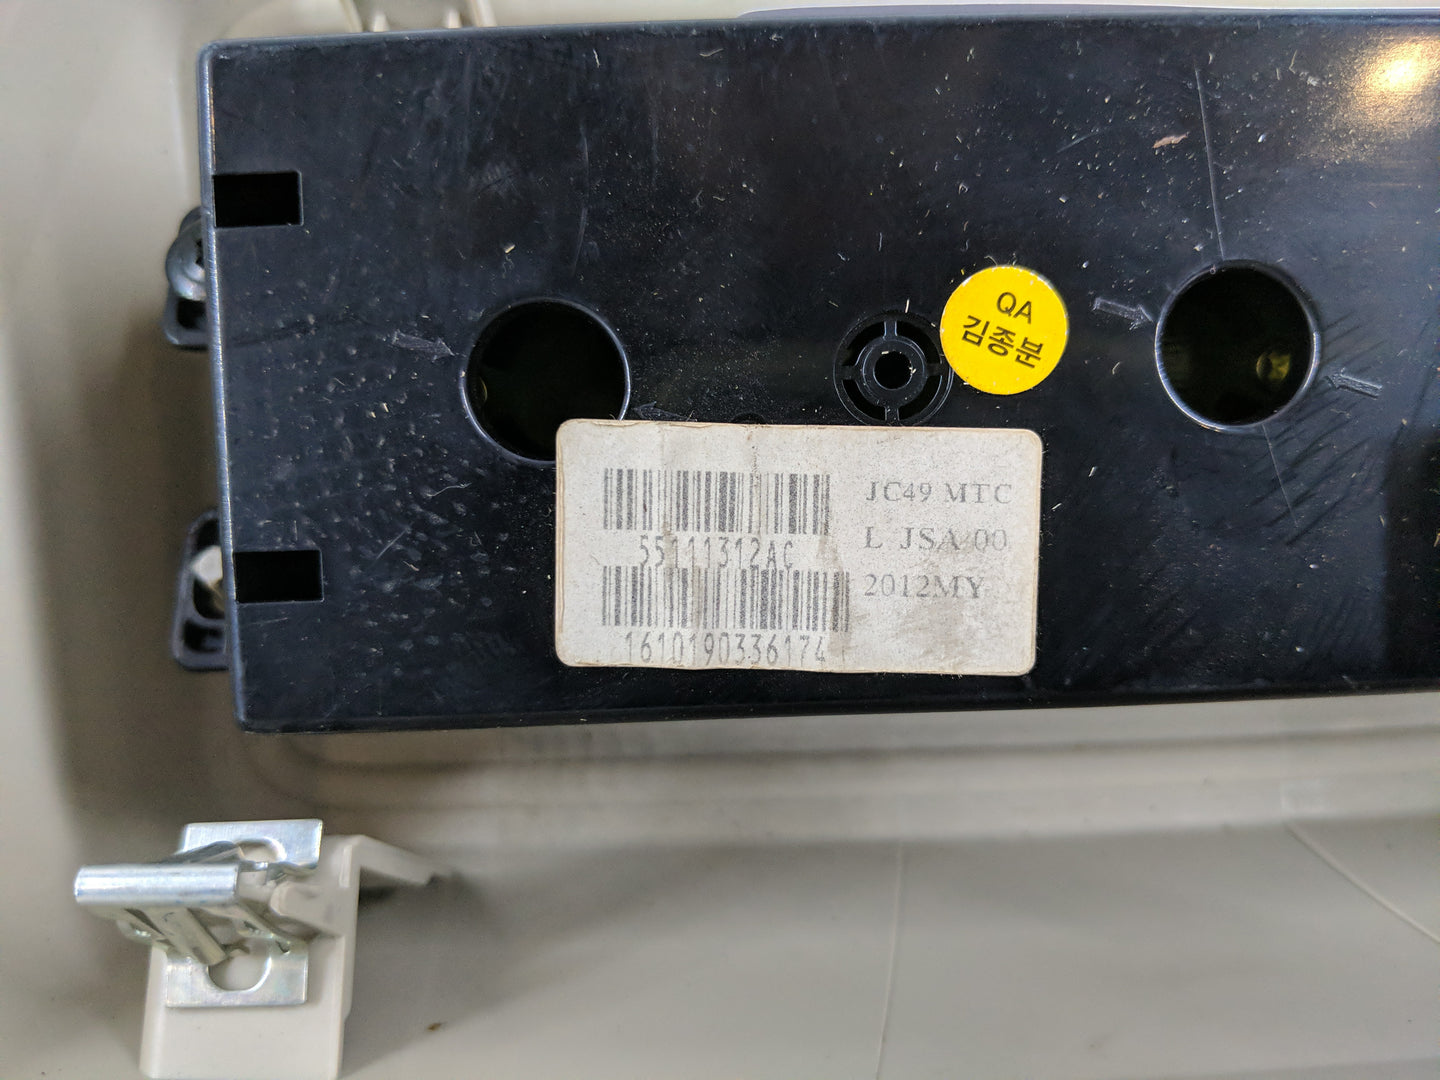 QA
김종분
55111312AC
1610190336174
JC49 MTC
L JSA/00
2012MY